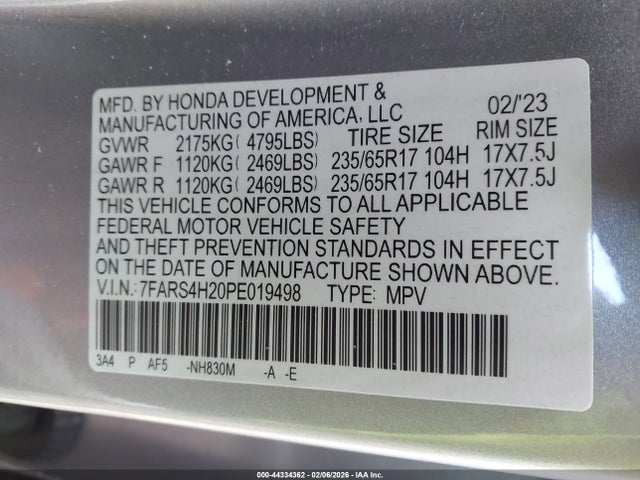 MFD. BY HONDA DEVELOPMENT &
MANUFACTURING OF AMERICA, LLC 02/'23
GVWR 2175KG( 4795LBS) TIRE SIZE RIM SIZE
GAWR F 1120KG( 2469LBS) 235/65R17 104H 17X7.5J
GAWR R 1120KG( 2469LBS) 235/65R17 104H 17X7.5J
THIS VEHICLE CONFORMS TO ALL APPLICABLE
FEDERAL MOTOR VEHICLE SAFETY
AND THEFT PREVENTION STANDARDS IN EFFECT
ON THE DATE OF MANUFACTURE SHOWN ABOVE.
V.I.N.:7FARS4H20PE019498 TYPE: MPV
3A4 P AF5 -NH830M -A -E
000-44334362 - 02/06/2026 - IAA Inc.